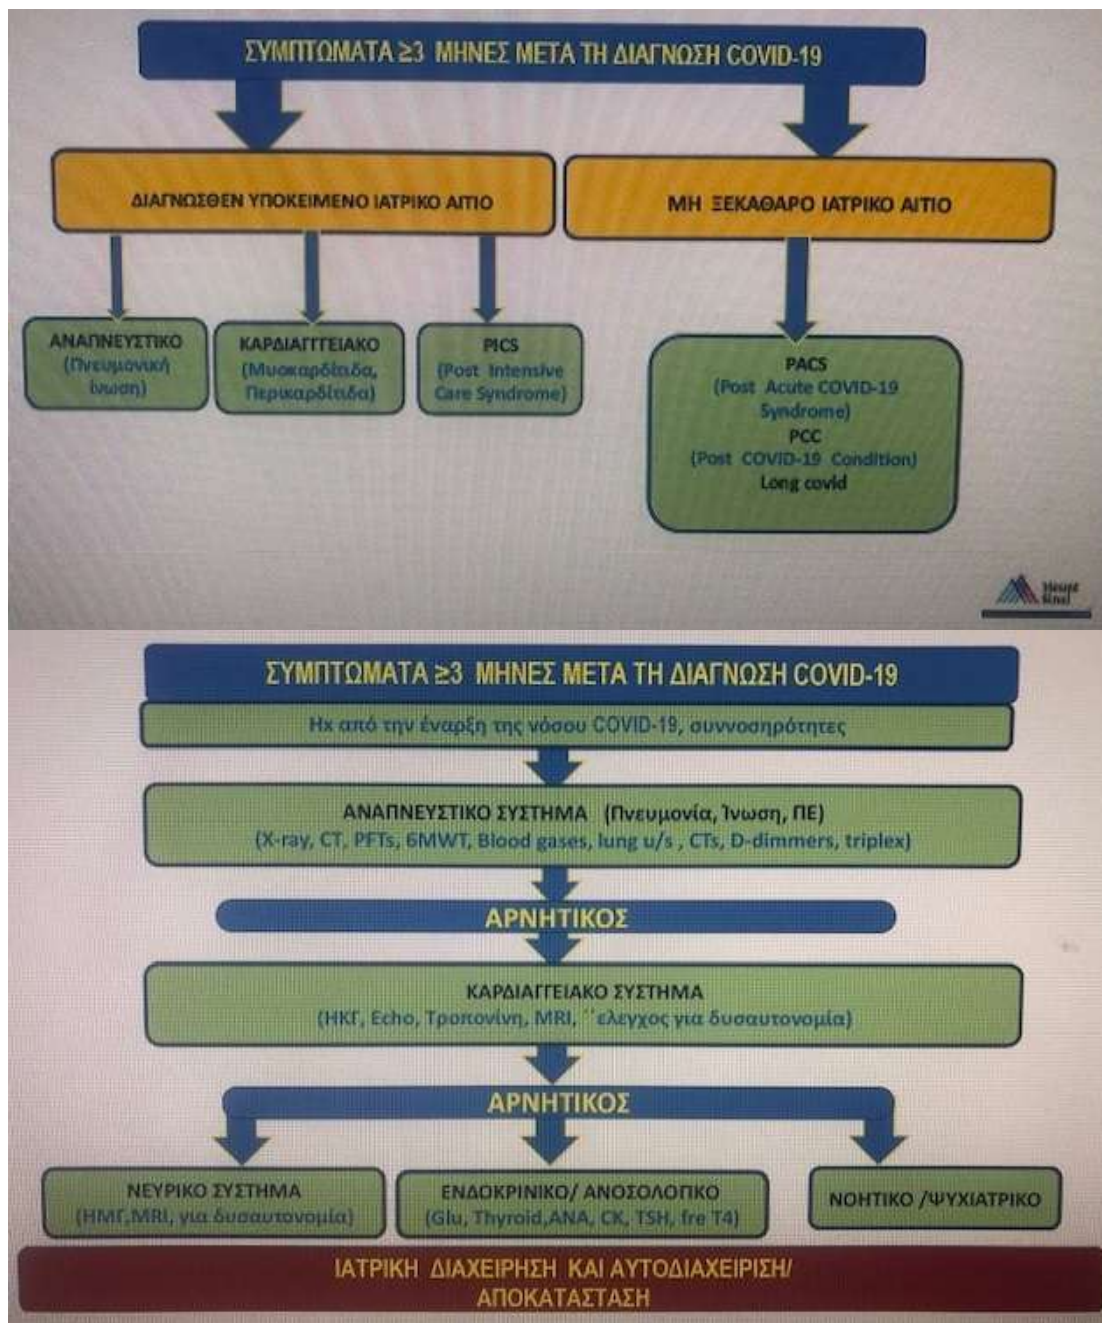 ΣΥΜΠΤΩΜΑΤΑ ≥3 ΜΗΝΕΣ ΜΕΤΑ ΤΗ ΔΙΑΓΝΩΣΗ COVID-19
ΔΙΑΓΝΩΣΘΕΝ ΥΠΟΚΕΙΜΕΝΟ ΙΑΤΡΙΚΟ ΑΙΤΙΟ
ΜΗ ΞΕΚΑΘΑΡΟ ΙΑΤΡΙΚΟ ΑΙΤΙΟ
ΑΝΑΠΝΕΥΣΤΙΚΟ
(Πνευμονική
ίνωση)
ΚΑΡΔΙΑΓΓΓΕΙΑΚΟ
(Μυοκαρδίτιδα,
Περικαρδίτιδα)
PICS
(Post Intensive
Care Syndrome)
PACS
(Post Acute COVID-19
Syndrome)
PCC
(Post COVID-19 Condition)
Long covid
Mount
Sinai
ΣΥΜΠΤΩΜΑΤΑ ≥3 ΜΗΝΕΣ ΜΕΤΑ ΤΗ ΔΙΑΓΝΩΣΗ COVID-19
Hx από την έναρξη της νόσου COVID-19, συννοσηρότητες
ΑΝΑΠΝΕΥΣΤΙΚΟ ΣΥΣΤΗΜΑ (Πνευμονία, Ίνωση, ΠΕ)
(X-ray, CT, PFTs, 6MWT, Blood gases, lung u/s , CTs, D-dimmers, triplex)
ΑΡΝΗΤΙΚΟΣ
ΚΑΡΔΙΑΓΓΕΙΑΚΟ ΣΥΣΤΗΜΑ
(ΗΚΓ, Echo, Τροπονίνη, MRI, ΄΄ελεγχος για δυσαυτονομία)
ΑΡΝΗΤΙΚΟΣ
ΝΕΥΡΙΚΟ ΣΥΣΤΗΜΑ
(ΗΜΓ,MRI, για δυσαυτονομία)
ΕΝΔΟΚΡΙΝΙΚΟ/ ΑΝΟΣΟΛΟΓΙΚΟ
(Glu, Thyroid,ANA, CK, TSH, fre T4)
ΝΟΗΤΙΚΟ /ΨΥΧΙΑΤΡΙΚΟ
ΙΑΤΡΙΚΗ ΔΙΑΧΕΙΡΗΣΗ ΚΑΙ ΑΥΤΟΔΙΑΧΕΙΡΙΣΗ/
ΑΠΟΚΑΤΑΣΤΑΣΗ